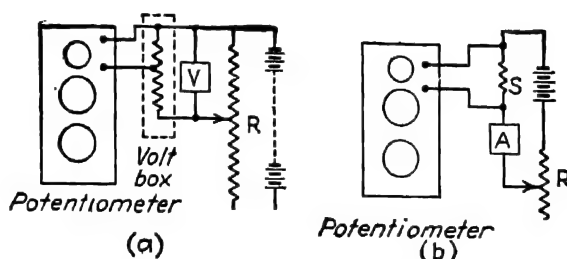 V
R
Volt
box
Potentiometer
(a)
S
A
R
Potentiometer
(b)